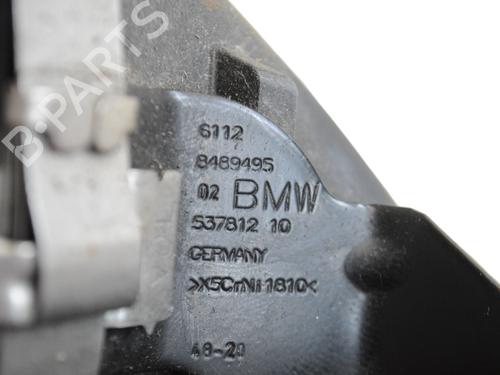 B-PARTS
6112
8489495
02 BMW
537812 10
GERMANY
>X5CrNi1810<
48-20